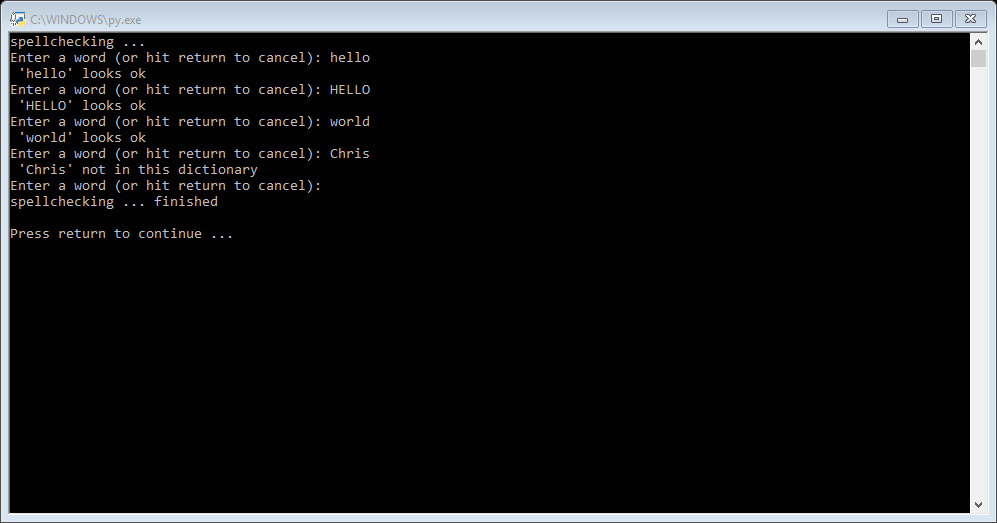 C:\WINDOWS\py.exe
spellchecking ...
Enter a word (or hit return to cancel): hello
 'hello' looks ok
Enter a word (or hit return to cancel): HELLO
 'HELLO' looks ok
Enter a word (or hit return to cancel): world
 'world' looks ok
Enter a word (or hit return to cancel): Chris
 'Chris' not in this dictionary
Enter a word (or hit return to cancel):
spellchecking ... finished

Press return to continue ...